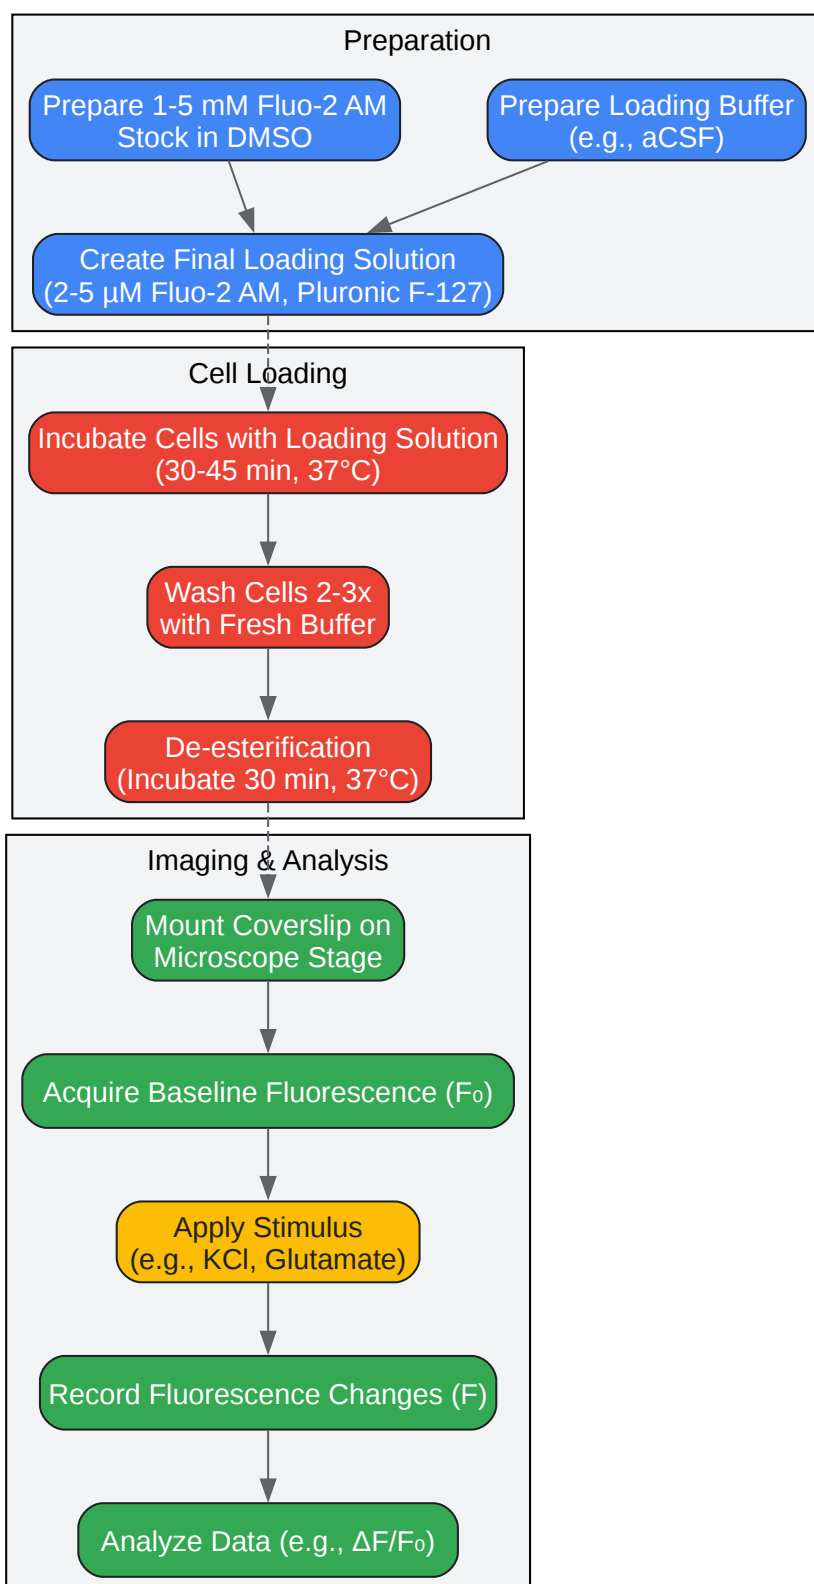 Preparation
Prepare 1-5 mM Fluo-2 AM
Stock in DMSO
Prepare Loading Buffer
(e.g., aCSF)
Create Final Loading Solution
(2-5 µM Fluo-2 AM, Pluronic F-127)
Cell Loading
Incubate Cells with Loading Solution
(30-45 min, 37°C)
Wash Cells 2-3x
with Fresh Buffer
De-esterification
(Incubate 30 min, 37°C)
Imaging & Analysis
Mount Coverslip on
Microscope Stage
Acquire Baseline Fluorescence (F₀)
Apply Stimulus
(e.g., KCl, Glutamate)
Record Fluorescence Changes (F)
Analyze Data (e.g., ΔF/F₀)